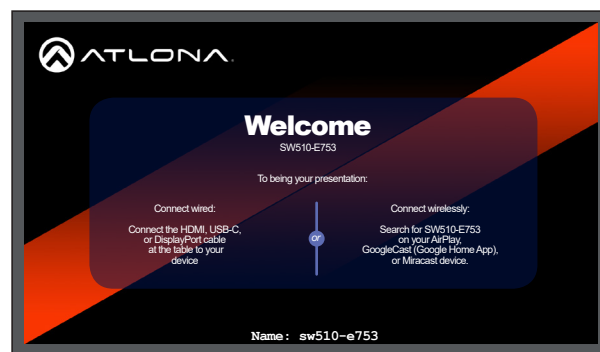 ATLONA.
Welcome
SW510-E753
To being your presentation:
Connect wired:
Connect the HDMI, USB-C,
or DisplayPort cable
at the table to your
device
or
Connect wirelessly:
Search for SW510-E753
on your AirPlay,
GoogleCast (Google Home App),
or Miracast device.
Name: sw510-e753